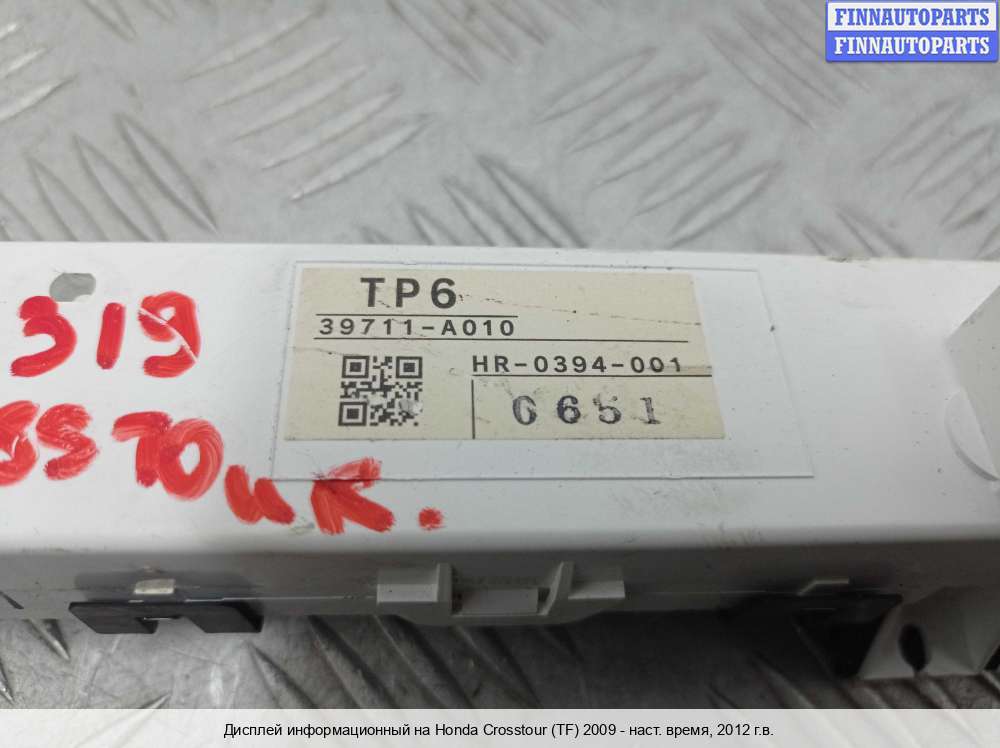 FINNAUTOPARTS
FINNAUTOPARTS
TP6
39711-A010
HR-0394-001
0651
319
SSTOUR.
Дисплей информационный на Honda Crosstour (TF) 2009 - наст. время, 2012 г.в.